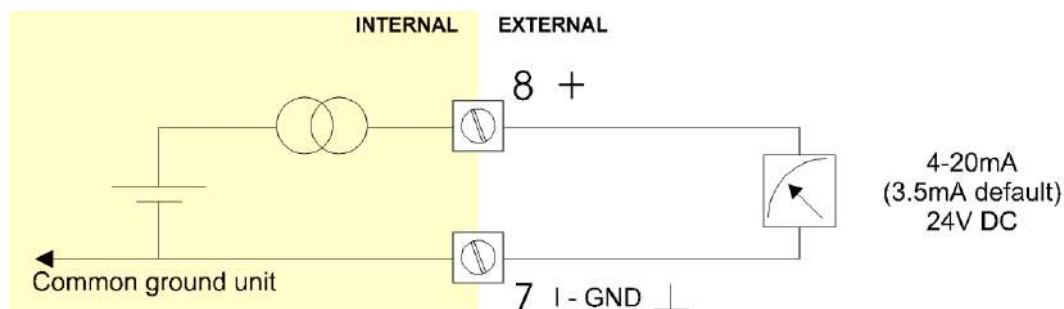 INTERNAL EXTERNAL
8 +
4-20mA
(3.5mA default)
24V DC
Common ground unit
7 I - GND